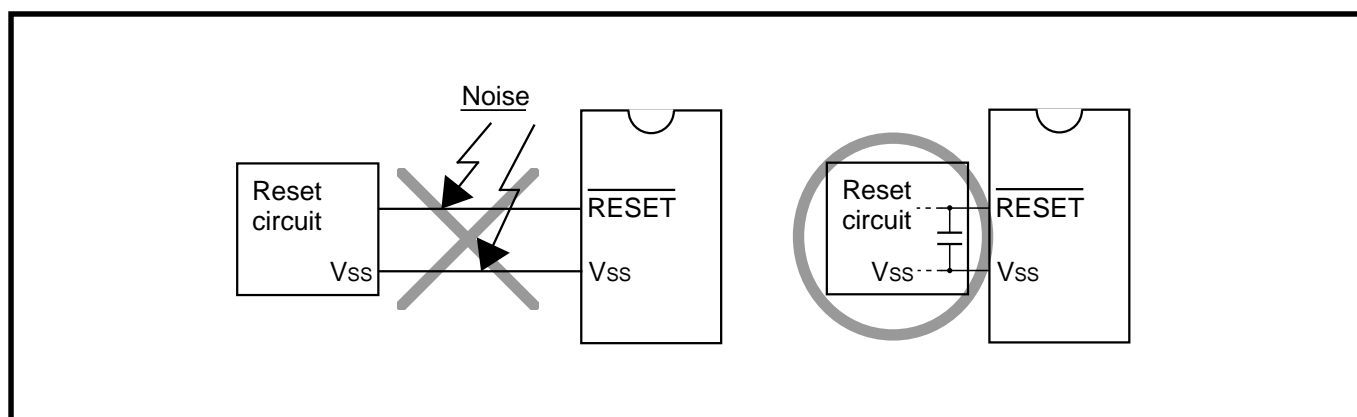 Noise
Reset
circuit
VSS
RESET
VSS
Reset
circuit
VSS
RESET
VSS